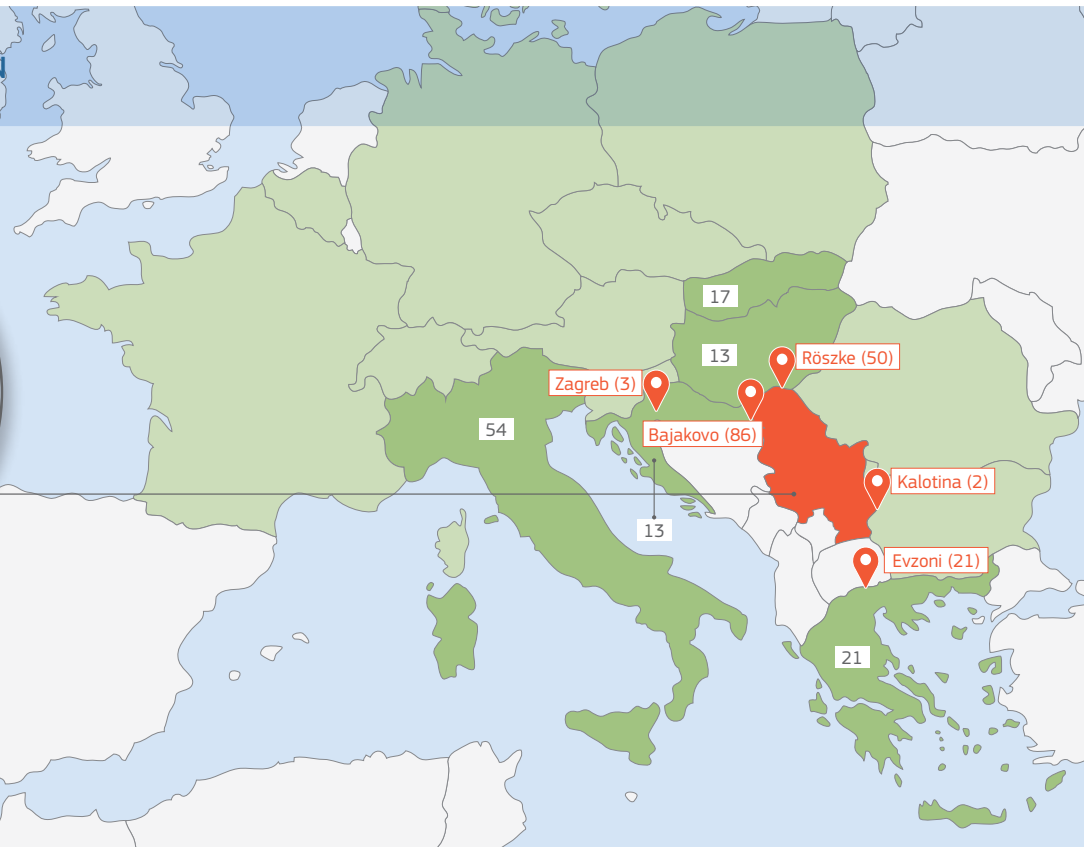 17
13
Röszke (50)
Zagreb (3)
54
Bajakovo (86)
Kalotina (2)
13
Evzoni (21)
21